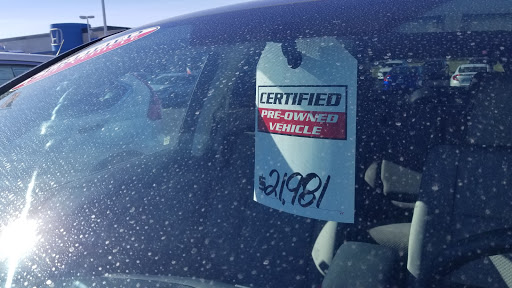 CERTIFIED
PRE-OWNED
VEHICLE
$21,981